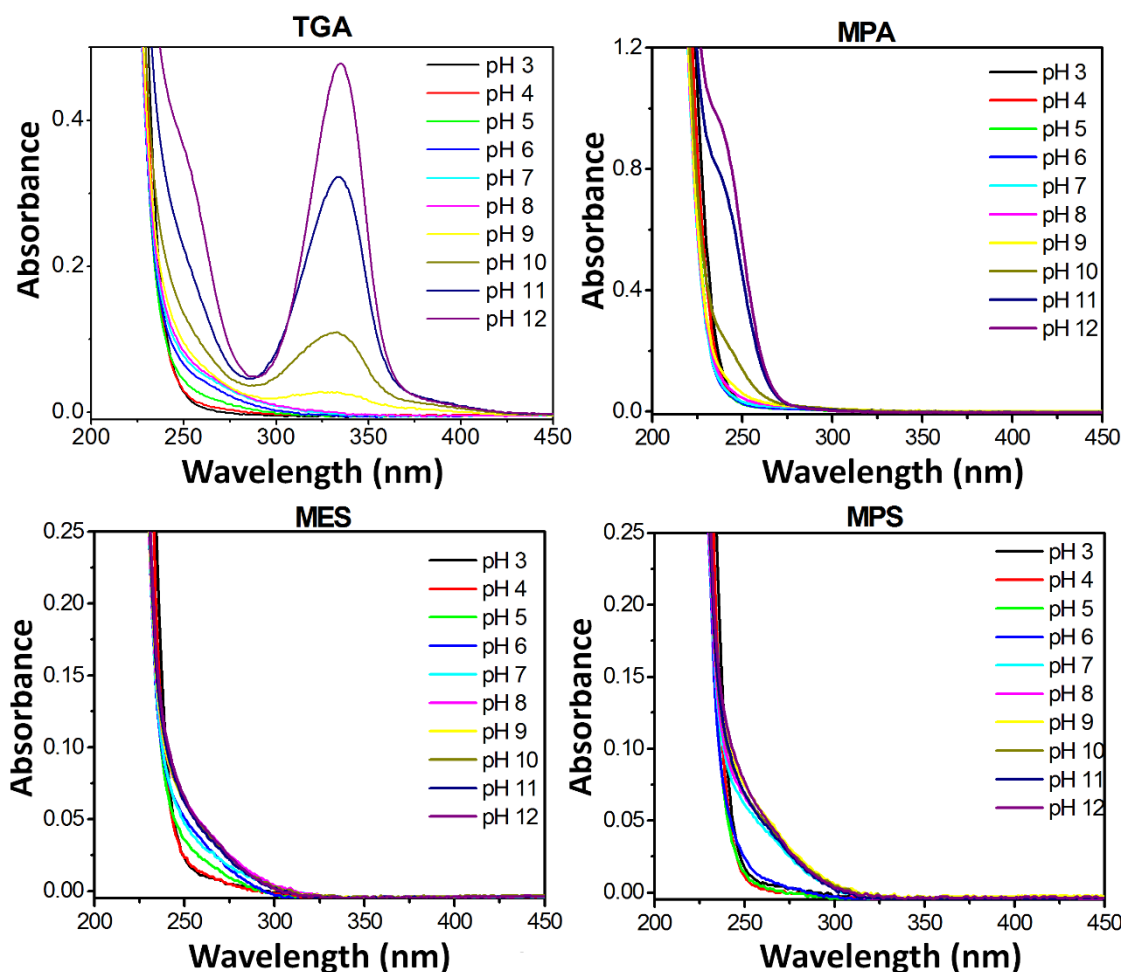 TGA
Absorbance
0.4
0.2
0.0
200 250 300 350 400 450
Wavelength (nm)
pH 3
pH 4
pH 5
pH 6
pH 7
pH 8
pH 9
pH 10
pH 11
pH 12
MPA
Absorbance
1.2
0.8
0.4
0.0
200 250 300 350 400 450
Wavelength (nm)
pH 3
pH 4
pH 5
pH 6
pH 7
pH 8
pH 9
pH 10
pH 11
pH 12
MES
Absorbance
0.25
0.20
0.15
0.10
0.05
0.00
200 250 300 350 400 450
Wavelength (nm)
pH 3
pH 4
pH 5
pH 6
pH 7
pH 8
pH 9
pH 10
pH 11
pH 12
MPS
Absorbance
0.25
0.20
0.15
0.10
0.05
0.00
200 250 300 350 400 450
Wavelength (nm)
pH 3
pH 4
pH 5
pH 6
pH 7
pH 8
pH 9
pH 10
pH 11
pH 12